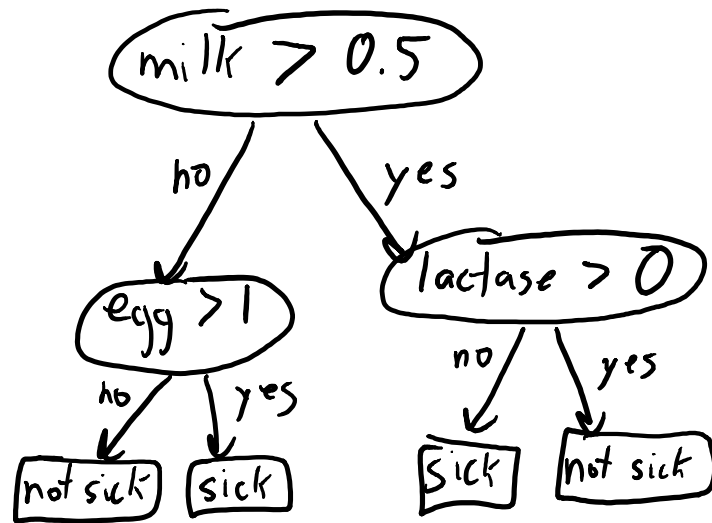 milk > 0.5
no
yes
lactase > 0
egg > 1
no
yes
no
yes
not sick
sick
sick
not sick